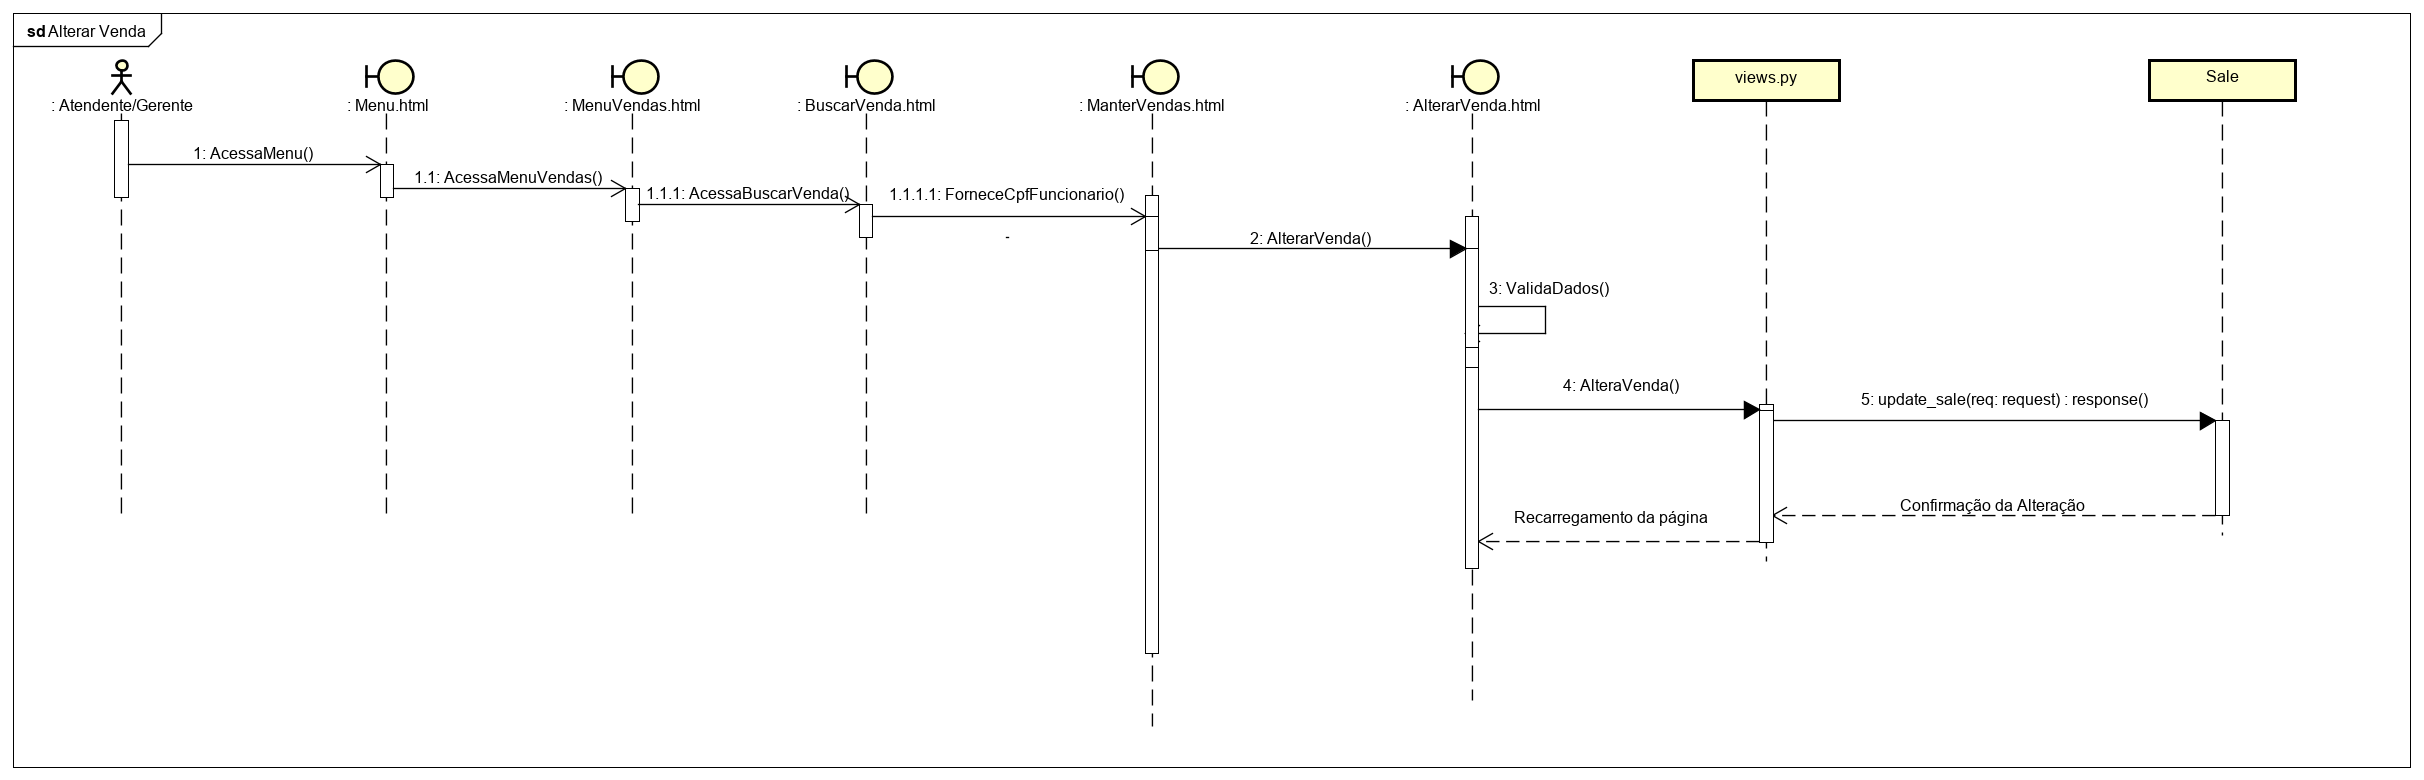 sd Alterar Venda
: Atendente/Gerente
: Menu.html
: MenuVendas.html
: BuscarVenda.html
: ManterVendas.html
: AlterarVenda.html
views.py
Sale
1: AcessaMenu()
1.1: AcessaMenuVendas()
1.1.1: AcessaBuscarVenda()
1.1.1.1: ForneceCpfFuncionario()
-
2: AlterarVenda()
3: ValidaDados()
4: AlteraVenda()
5: update_sale(req: request) : response()
Confirmação da Alteração
Recarregamento da página